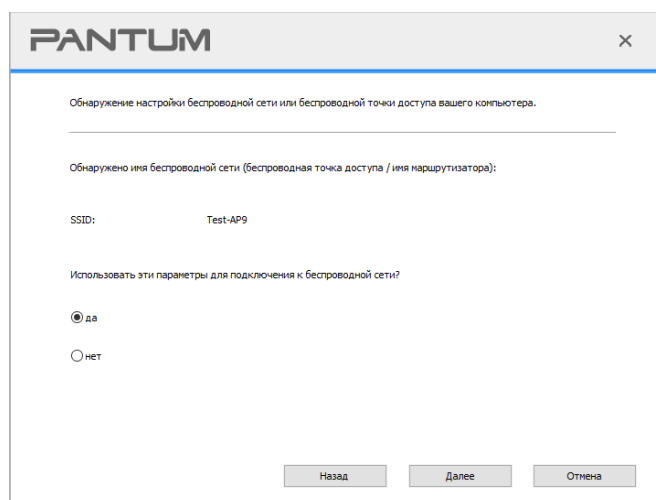 PANTUM
Обнаружение настройки беспроводной сети или беспроводной точки доступа вашего компьютера.
Обнаружено имя беспроводной сети (беспроводная точка доступа / имя маршрутизатора):
SSID: Test-AP9
Использовать эти параметры для подключения к беспроводной сети?
да
нет
Назад Далее Отмена